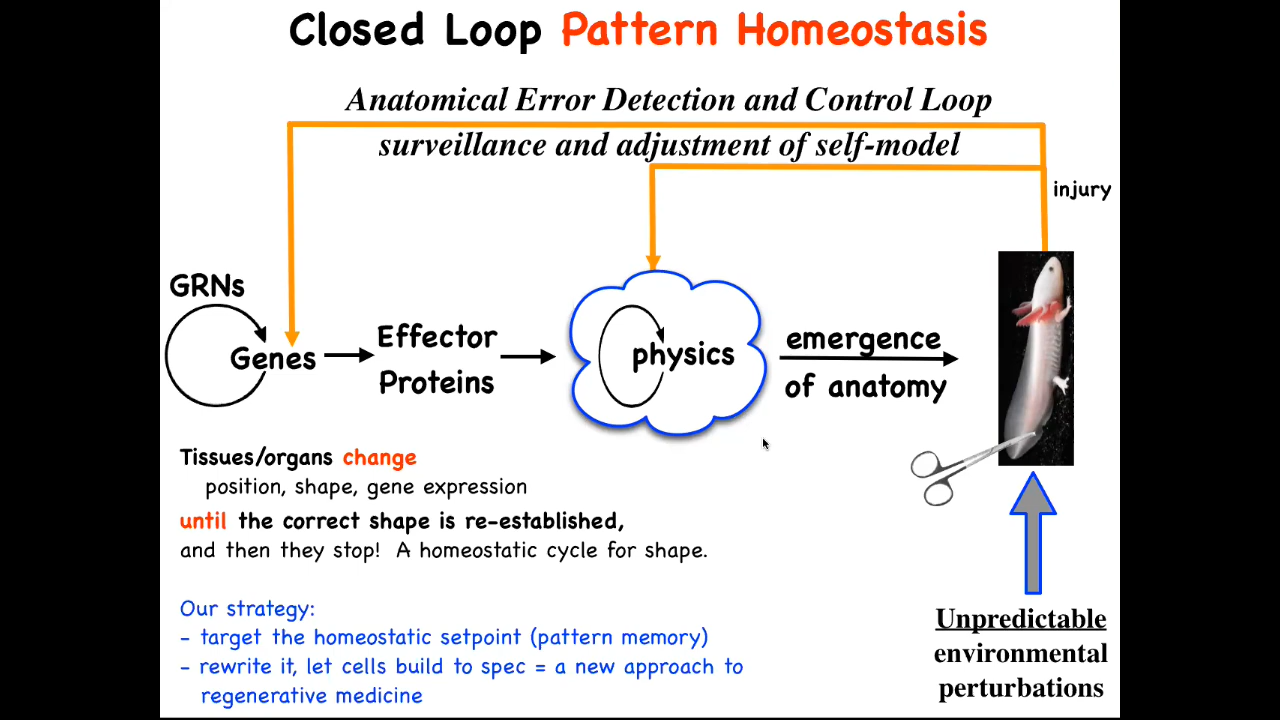 Closed Loop Pattern Homeostasis
Anatomical Error Detection and Control Loop
surveillance and adjustment of self-model
injury
GRNs
Genes
Effector
Proteins
physics
emergence
of anatomy
Tissues/organs change
position, shape, gene expression
until the correct shape is re-established,
and then they stop! A homeostatic cycle for shape.
Our strategy:
- target the homeostatic setpoint (pattern memory)
- rewrite it, let cells build to spec = a new approach to
regenerative medicine
Unpredictable
environmental
perturbations